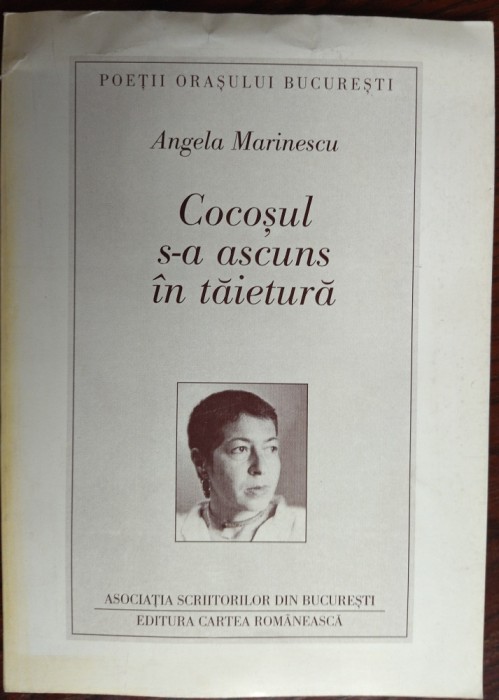 POEȚII ORAȘULUI BUCUREȘTI
Angela Marinescu
Cocoșul
s-a ascuns
în tăietură
ASOCIAȚIA SCRIITORILOR DIN BUCUREȘTI
EDITURA CARTEA ROMÂNEASCĂ